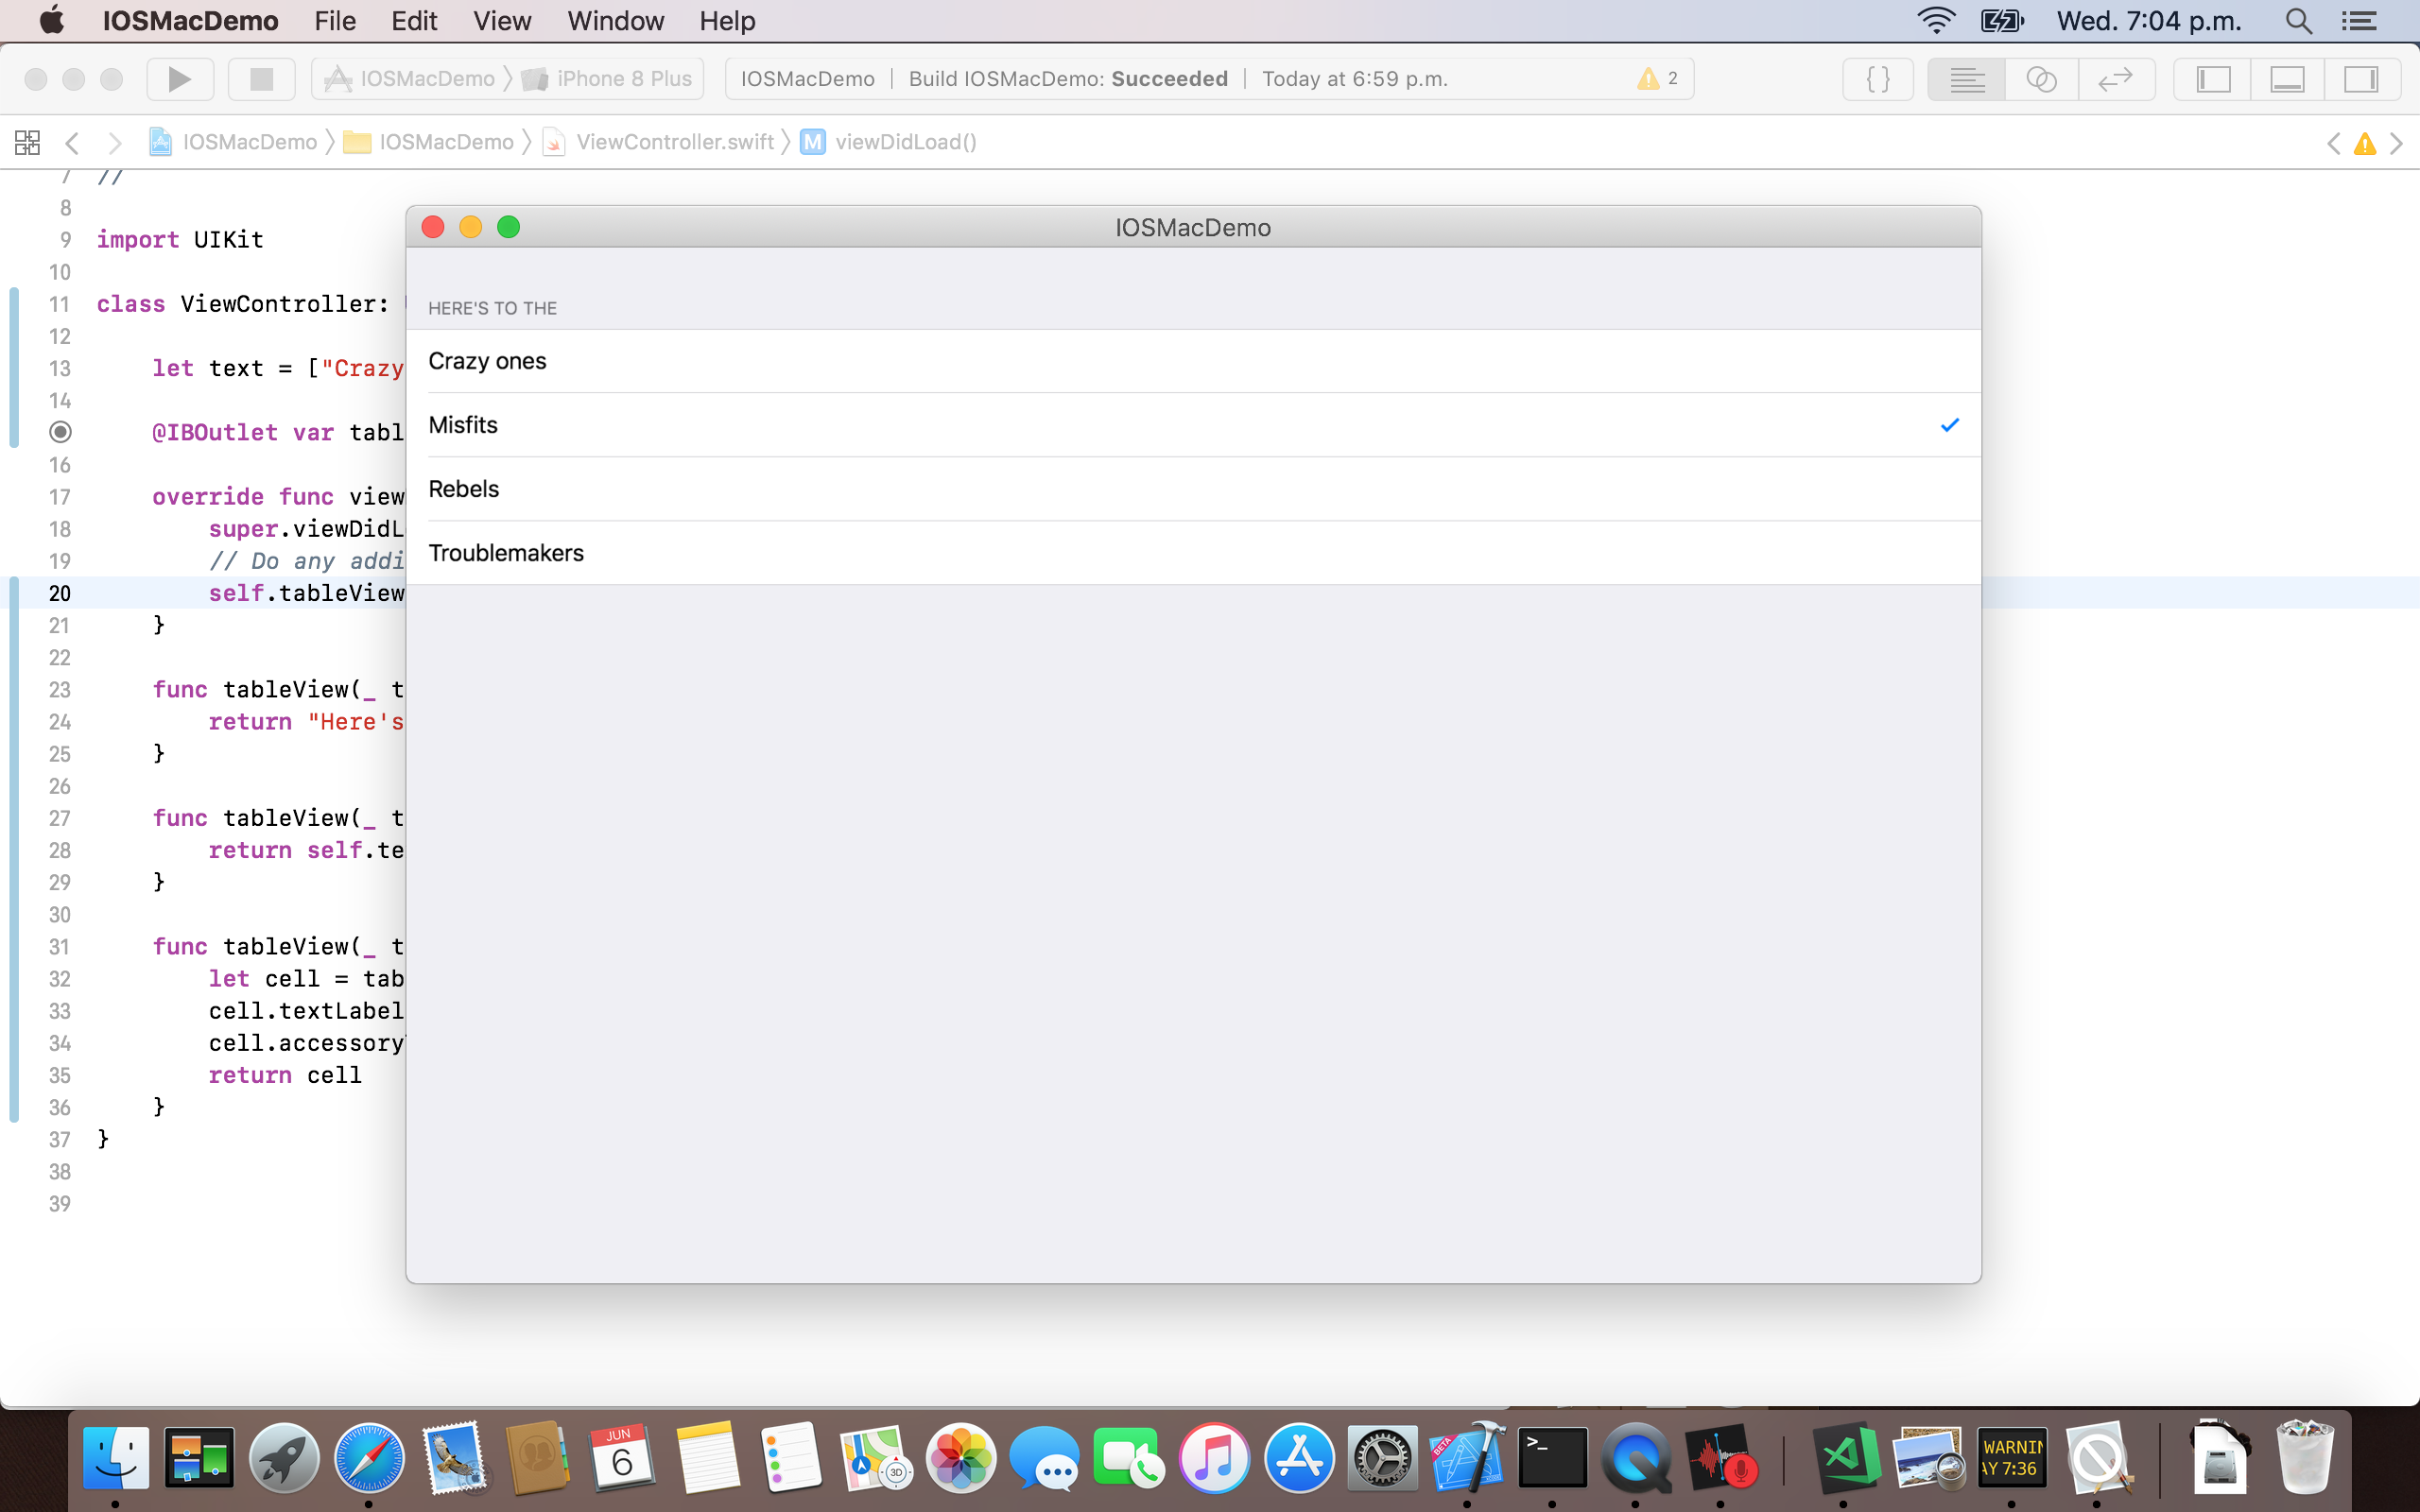 IOSMacDemo File Edit View Window Help Wed. 7:04 p.m.
IOSMacDemo iPhone 8 Plus IOSMacDemo | Build IOSMacDemo: Succeeded | Today at 6:59 p.m. 2 { }
IOSMacDemo IOSMacDemo ViewController.swift M viewDidLoad()
7 //
8
9 import UIKit
10
11 class ViewController:
12
13 let text = ["Crazy
14
@IBOutlet var tabl
16
17 override func view
18 super.viewDidL
19 // Do any addi
20 self.tableView
21 }
22
23 func tableView(_ t
24 return "Here's
25 }
26
27 func tableView(_ t
28 return self.te
29 }
30
31 func tableView(_ t
32 let cell = tab
33 cell.textLabel
34 cell.accessory
35 return cell
36 }
37 }
38
39
IOSMacDemo
HERE'S TO THE
Crazy ones
Misfits
Rebels
Troublemakers
JUN
6
3D
BETA
>_
WARNIN
AY 7:36